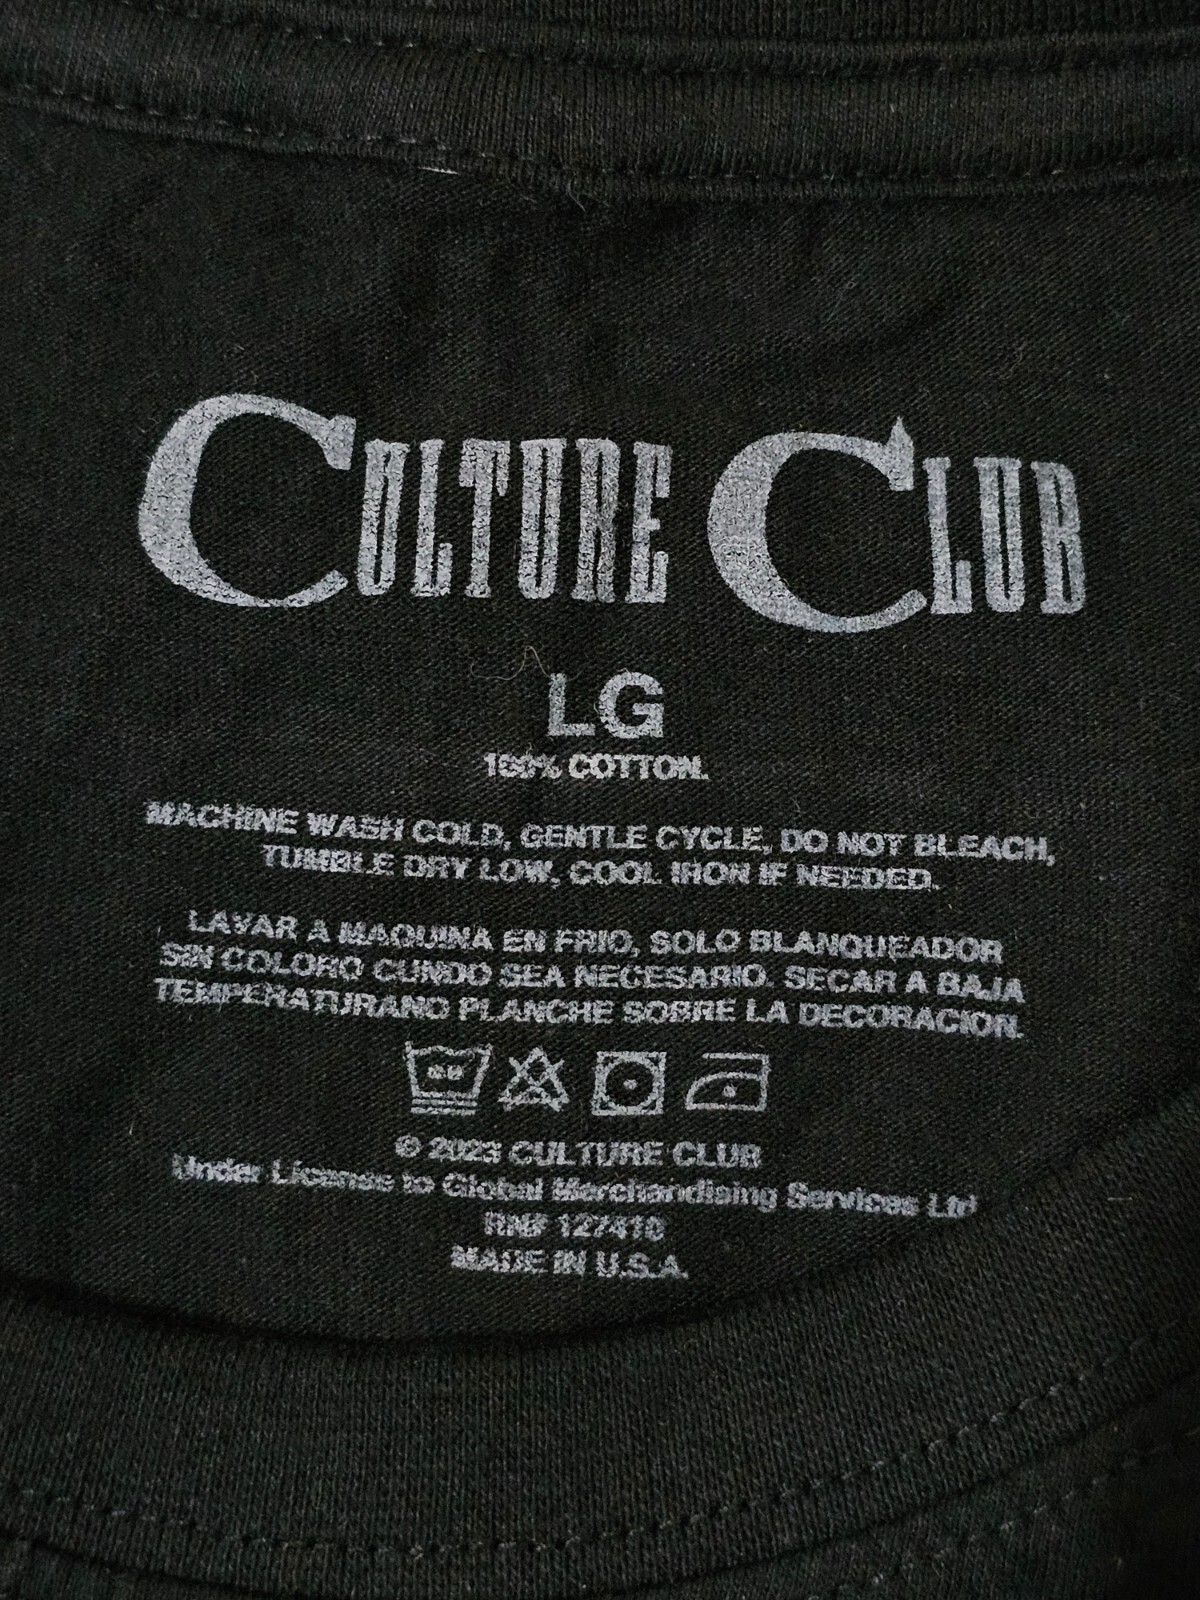 CULTURE CLUB
LG
100% COTTON.
MACHINE WASH COLD, GENTLE CYCLE, DO NOT BLEACH,
TUMBLE DRY LOW, COOL IRON IF NEEDED.
LAVAR A MAQUINA EN FRIO, SOLO BLANQUEADOR
SIN COLORO CUNDO SEA NECESARIO. SECAR A BAJA
TEMPERATURANO PLANCHE SOBRE LA DECORACION.
© 2023 CULTURE CLUB
Under License to Global Merchandising Services Ltd
RN# 127410
MADE IN U.S.A.